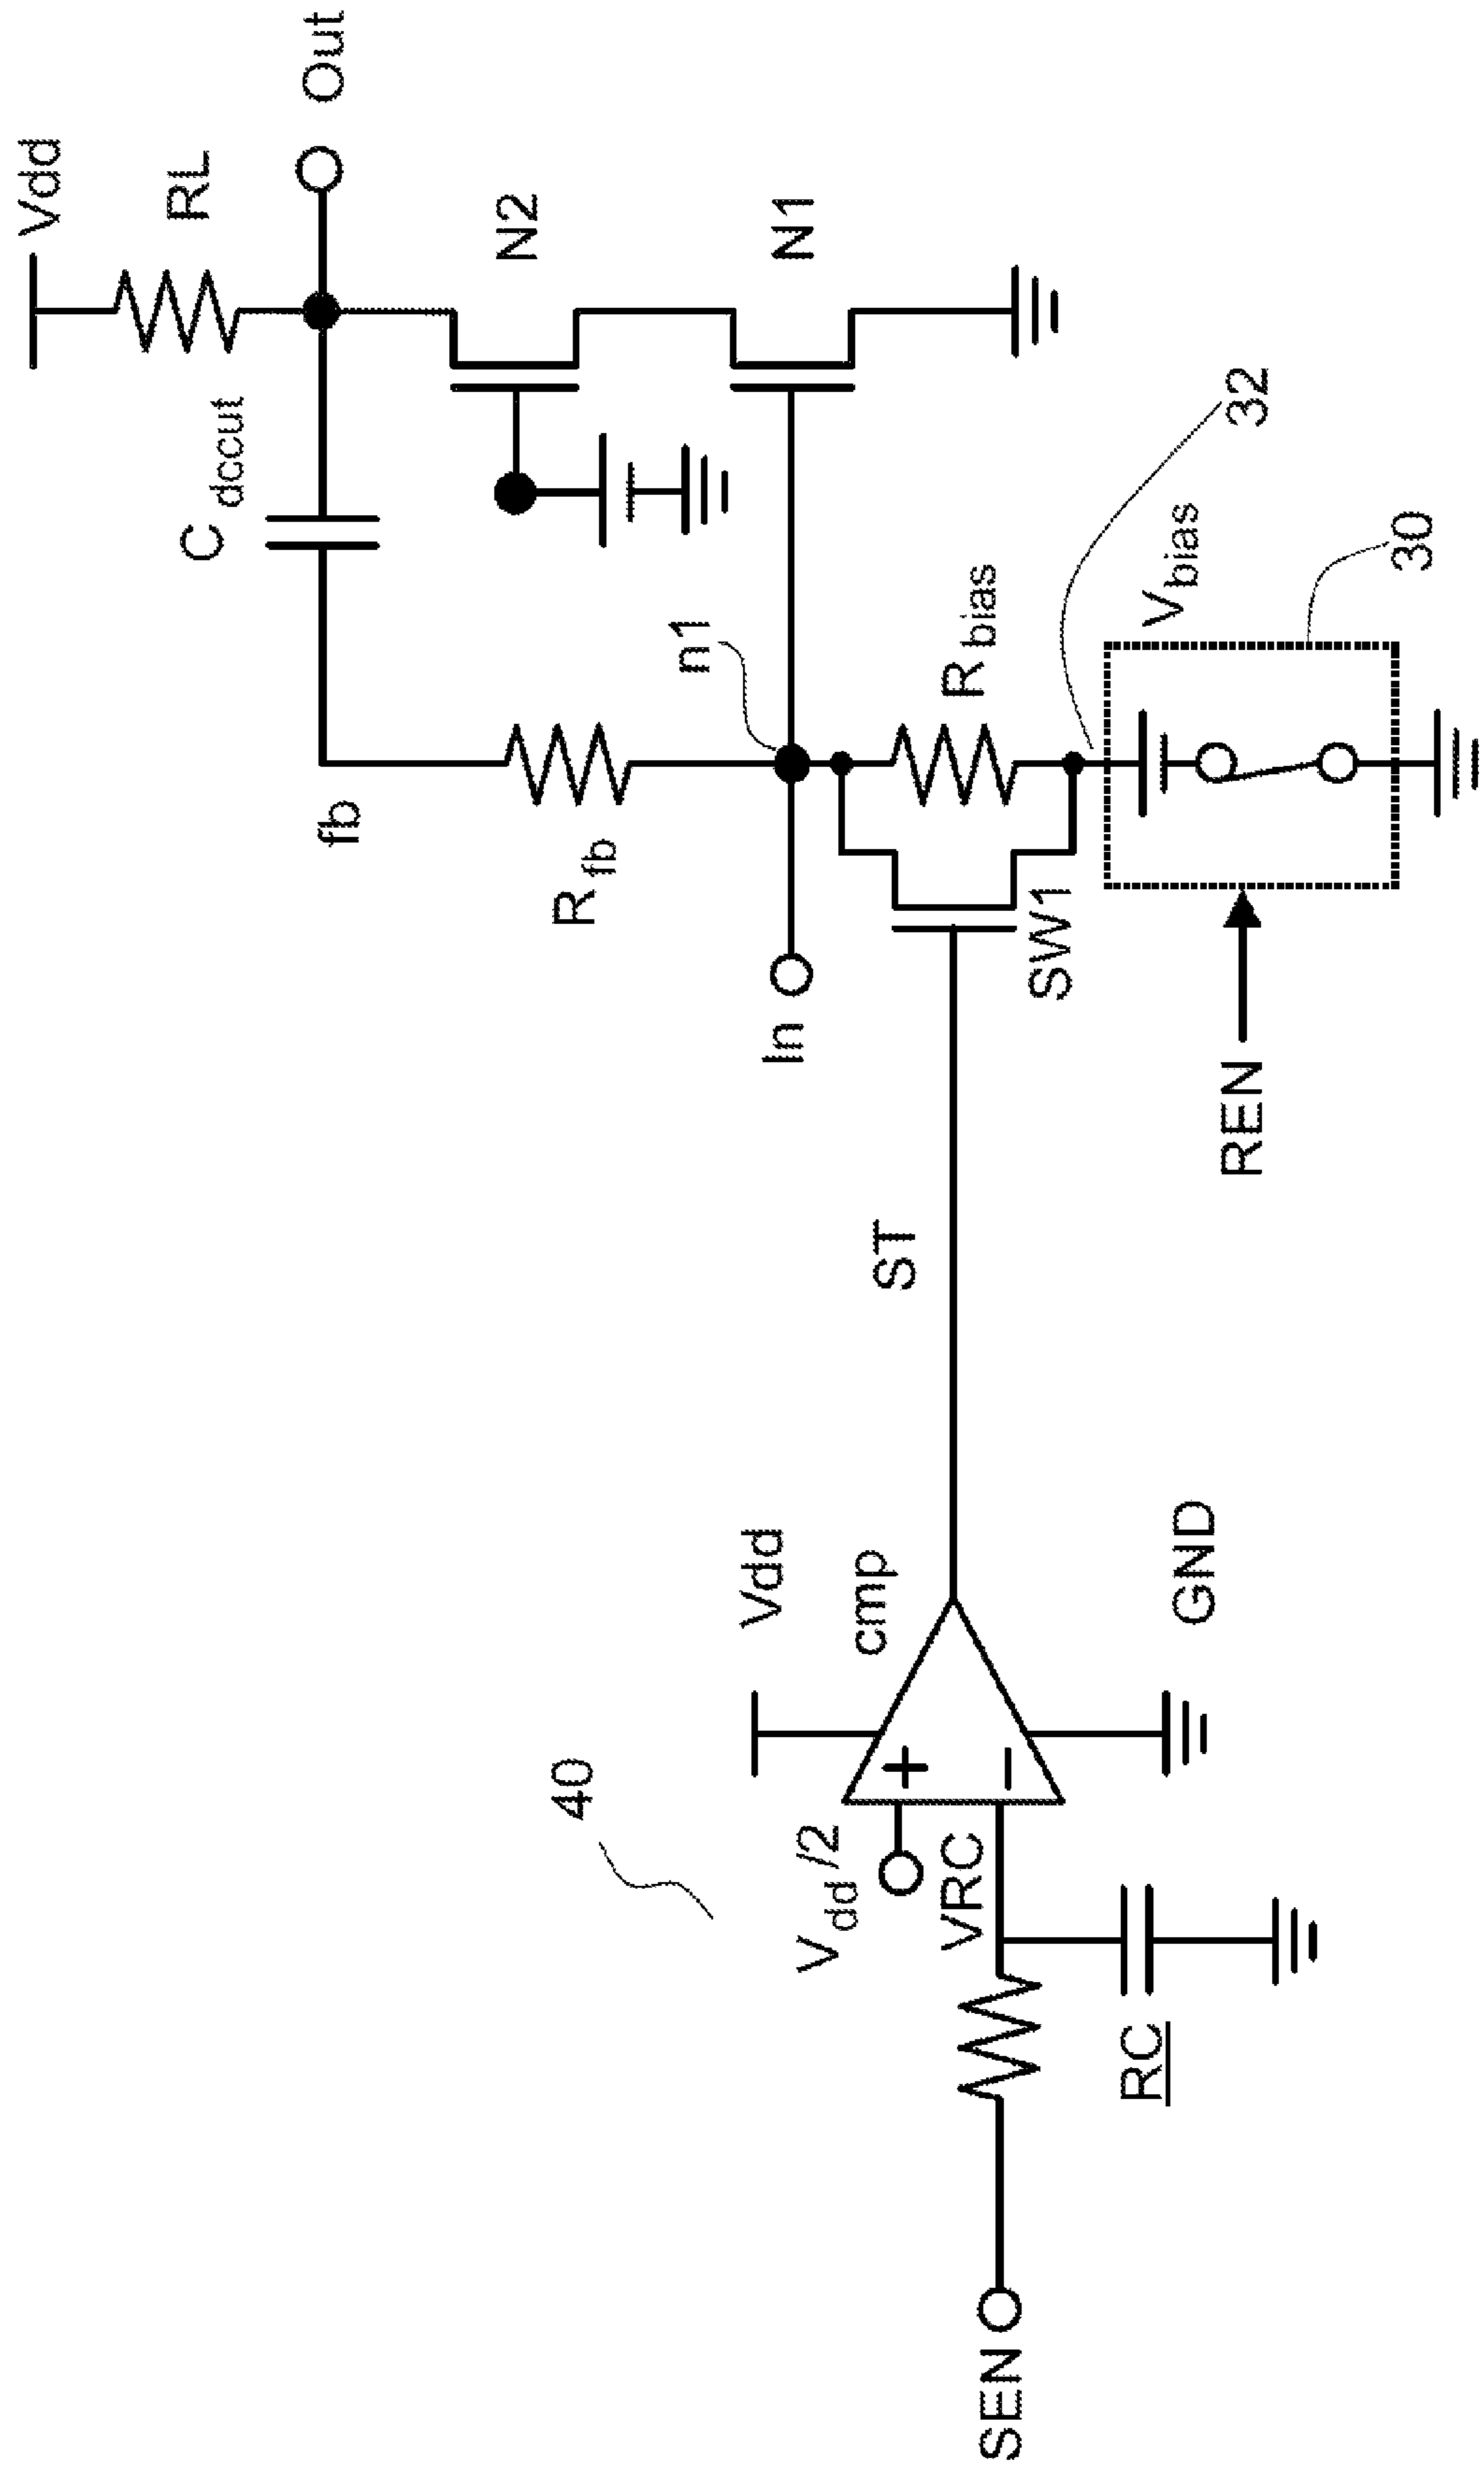 Vdd
RL
Out
C dccut
N2
N1
fb
R fb
n1
In
R bias
32
SW1
V bias
30
REN
ST
40
Vdd
cmp
+
−
V dd /2
VRC
GND
RC
SEN